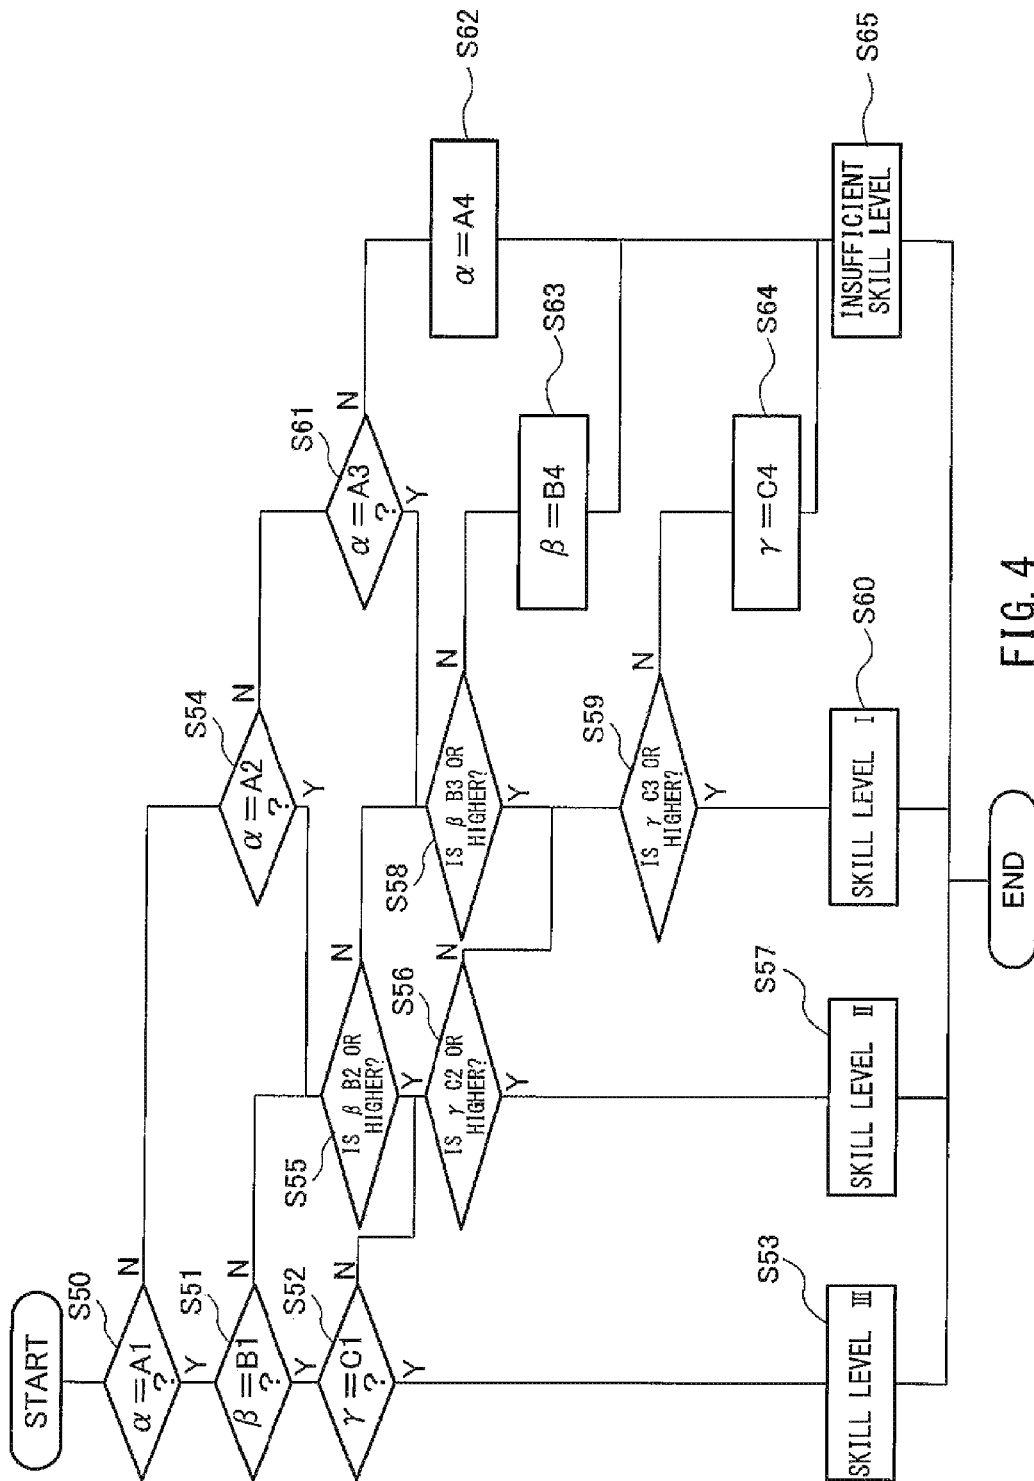 START
S50
α=A1
?
N
Y
S51
β=B1
?
N
Y
S52
γ=C1
?
N
Y
S53
SKILL LEVEL Ⅲ
S54
α=A2
?
N
Y
S55
IS β B2 OR
HIGHER?
N
Y
S56
IS γ C2 OR
HIGHER?
N
Y
S57
SKILL LEVEL Ⅱ
S61
α=A3
?
N
Y
S58
IS β B3 OR
HIGHER?
N
Y
S59
IS γ C3 OR
HIGHER?
N
Y
S60
SKILL LEVEL Ⅰ
S62
α=A4
S63
β=B4
S64
γ=C4
S65
INSUFFICIENT
SKILL LEVEL
END
FIG. 4